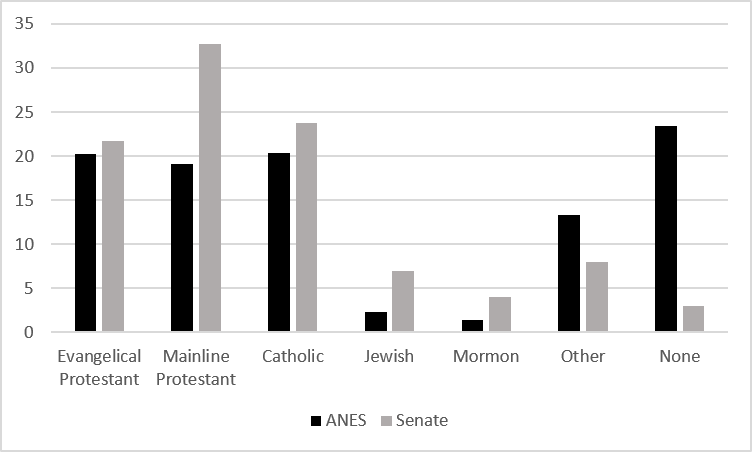 35
30
25
20
15
10
5
0
Evangelical Protestant
Mainline Protestant
Catholic
Jewish
Mormon
Other
None
ANES
Senate